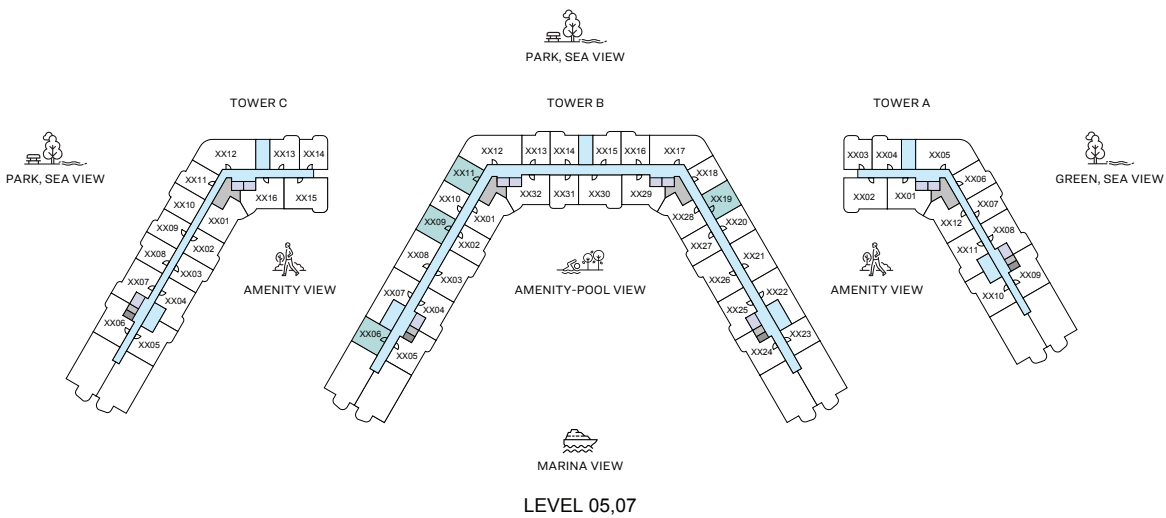 PARK, SEA VIEW
TOWER C
TOWER B
TOWER A
PARK, SEA VIEW
GREEN, SEA VIEW
XX12
XX13
XX14
XX11
XX10
XX09
XX08
XX07
XX06
XX01
XX02
XX03
XX04
XX05
XX16
XX15
AMENITY VIEW
XX12
XX13
XX14
XX15
XX16
XX17
XX11
XX10
XX09
XX08
XX07
XX06
XX01
XX02
XX03
XX04
XX05
XX32
XX31
XX30
XX29
XX18
XX19
XX20
XX21
XX22
XX23
XX28
XX27
XX26
XX25
XX24
AMENITY-POOL VIEW
XX03
XX04
XX05
XX02
XX01
XX06
XX07
XX08
XX09
XX11
XX10
AMENITY VIEW
MARINA VIEW
LEVEL 05,07